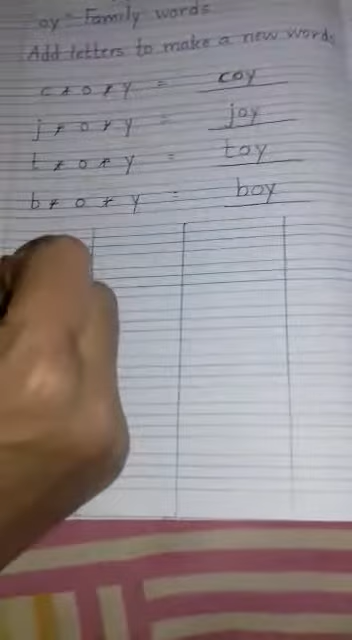 oy - Family words
Add letters to make a new words
c + o + y = coy
j + o + y = joy
t + o + y = toy
b + o + y = boy